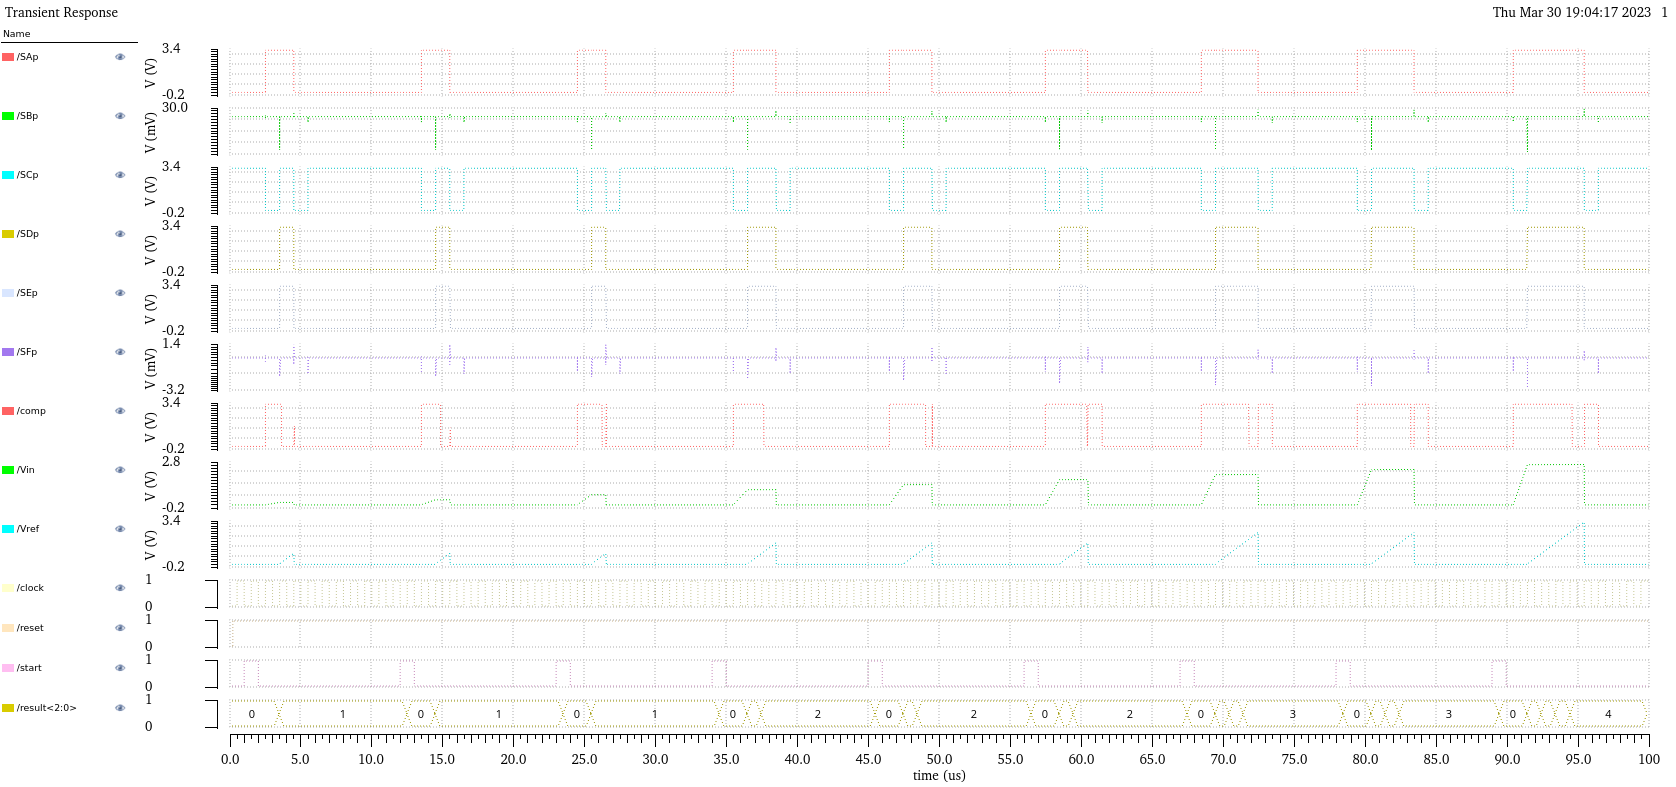 Transient Response
Thu Mar 30 19:04:17 2023 1
Name
/SAp
V (V)
3.4
-0.2
/SBp
V (mV)
30.0
/SCp
V (V)
3.4
-0.2
/SDp
V (V)
3.4
-0.2
/SEp
V (V)
3.4
-0.2
/SFp
V (mV)
1.4
-3.2
/comp
V (V)
3.4
-0.2
/Vin
V (V)
2.8
-0.2
/Vref
V (V)
3.4
-0.2
/clock
1
0
/reset
1
0
/start
1
0
/result<2:0>
1
0
0 1 0 1 0 1 0 2 0 2 0 2 0 3 0 3 0 4
0.0 5.0 10.0 15.0 20.0 25.0 30.0 35.0 40.0 45.0 50.0 55.0 60.0 65.0 70.0 75.0 80.0 85.0 90.0 95.0 100
time (us)